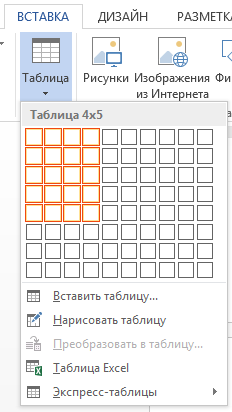 ВСТАВКА ДИЗАЙН РАЗМЕТКА
Таблица Рисунки Изображения
из Интернета
Таблица 4x5
Вставить таблицу...
Нарисовать таблицу
Преобразовать в таблицу...
Таблица Excel
Экспресс-таблицы